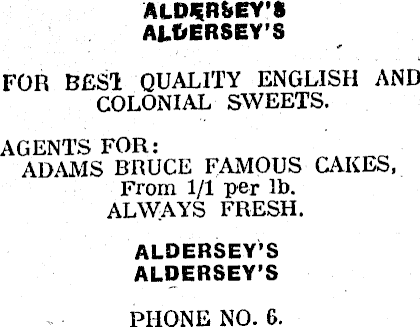 ALDERSEY'S
ALDERSEY'S
FOR BEST QUALITY ENGLISH AND
COLONIAL SWEETS.
AGENTS FOR:
ADAMS BRUCE FAMOUS CAKES,
From 1/1 per lb.
ALWAYS FRESH.
ALDERSEY'S
ALDERSEY'S
PHONE NO. 6.